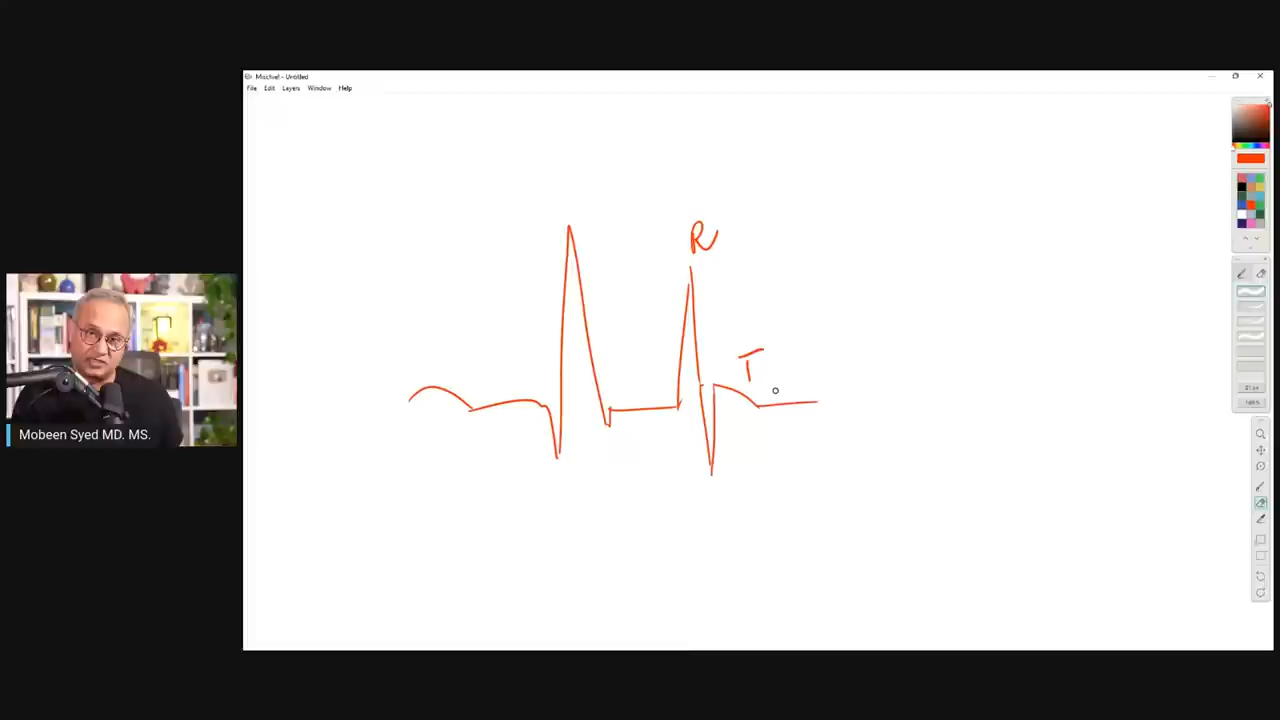 Mischief - Untitled
File Edit Layers Window Help
R
T
Mobeen Syed MD. MS.